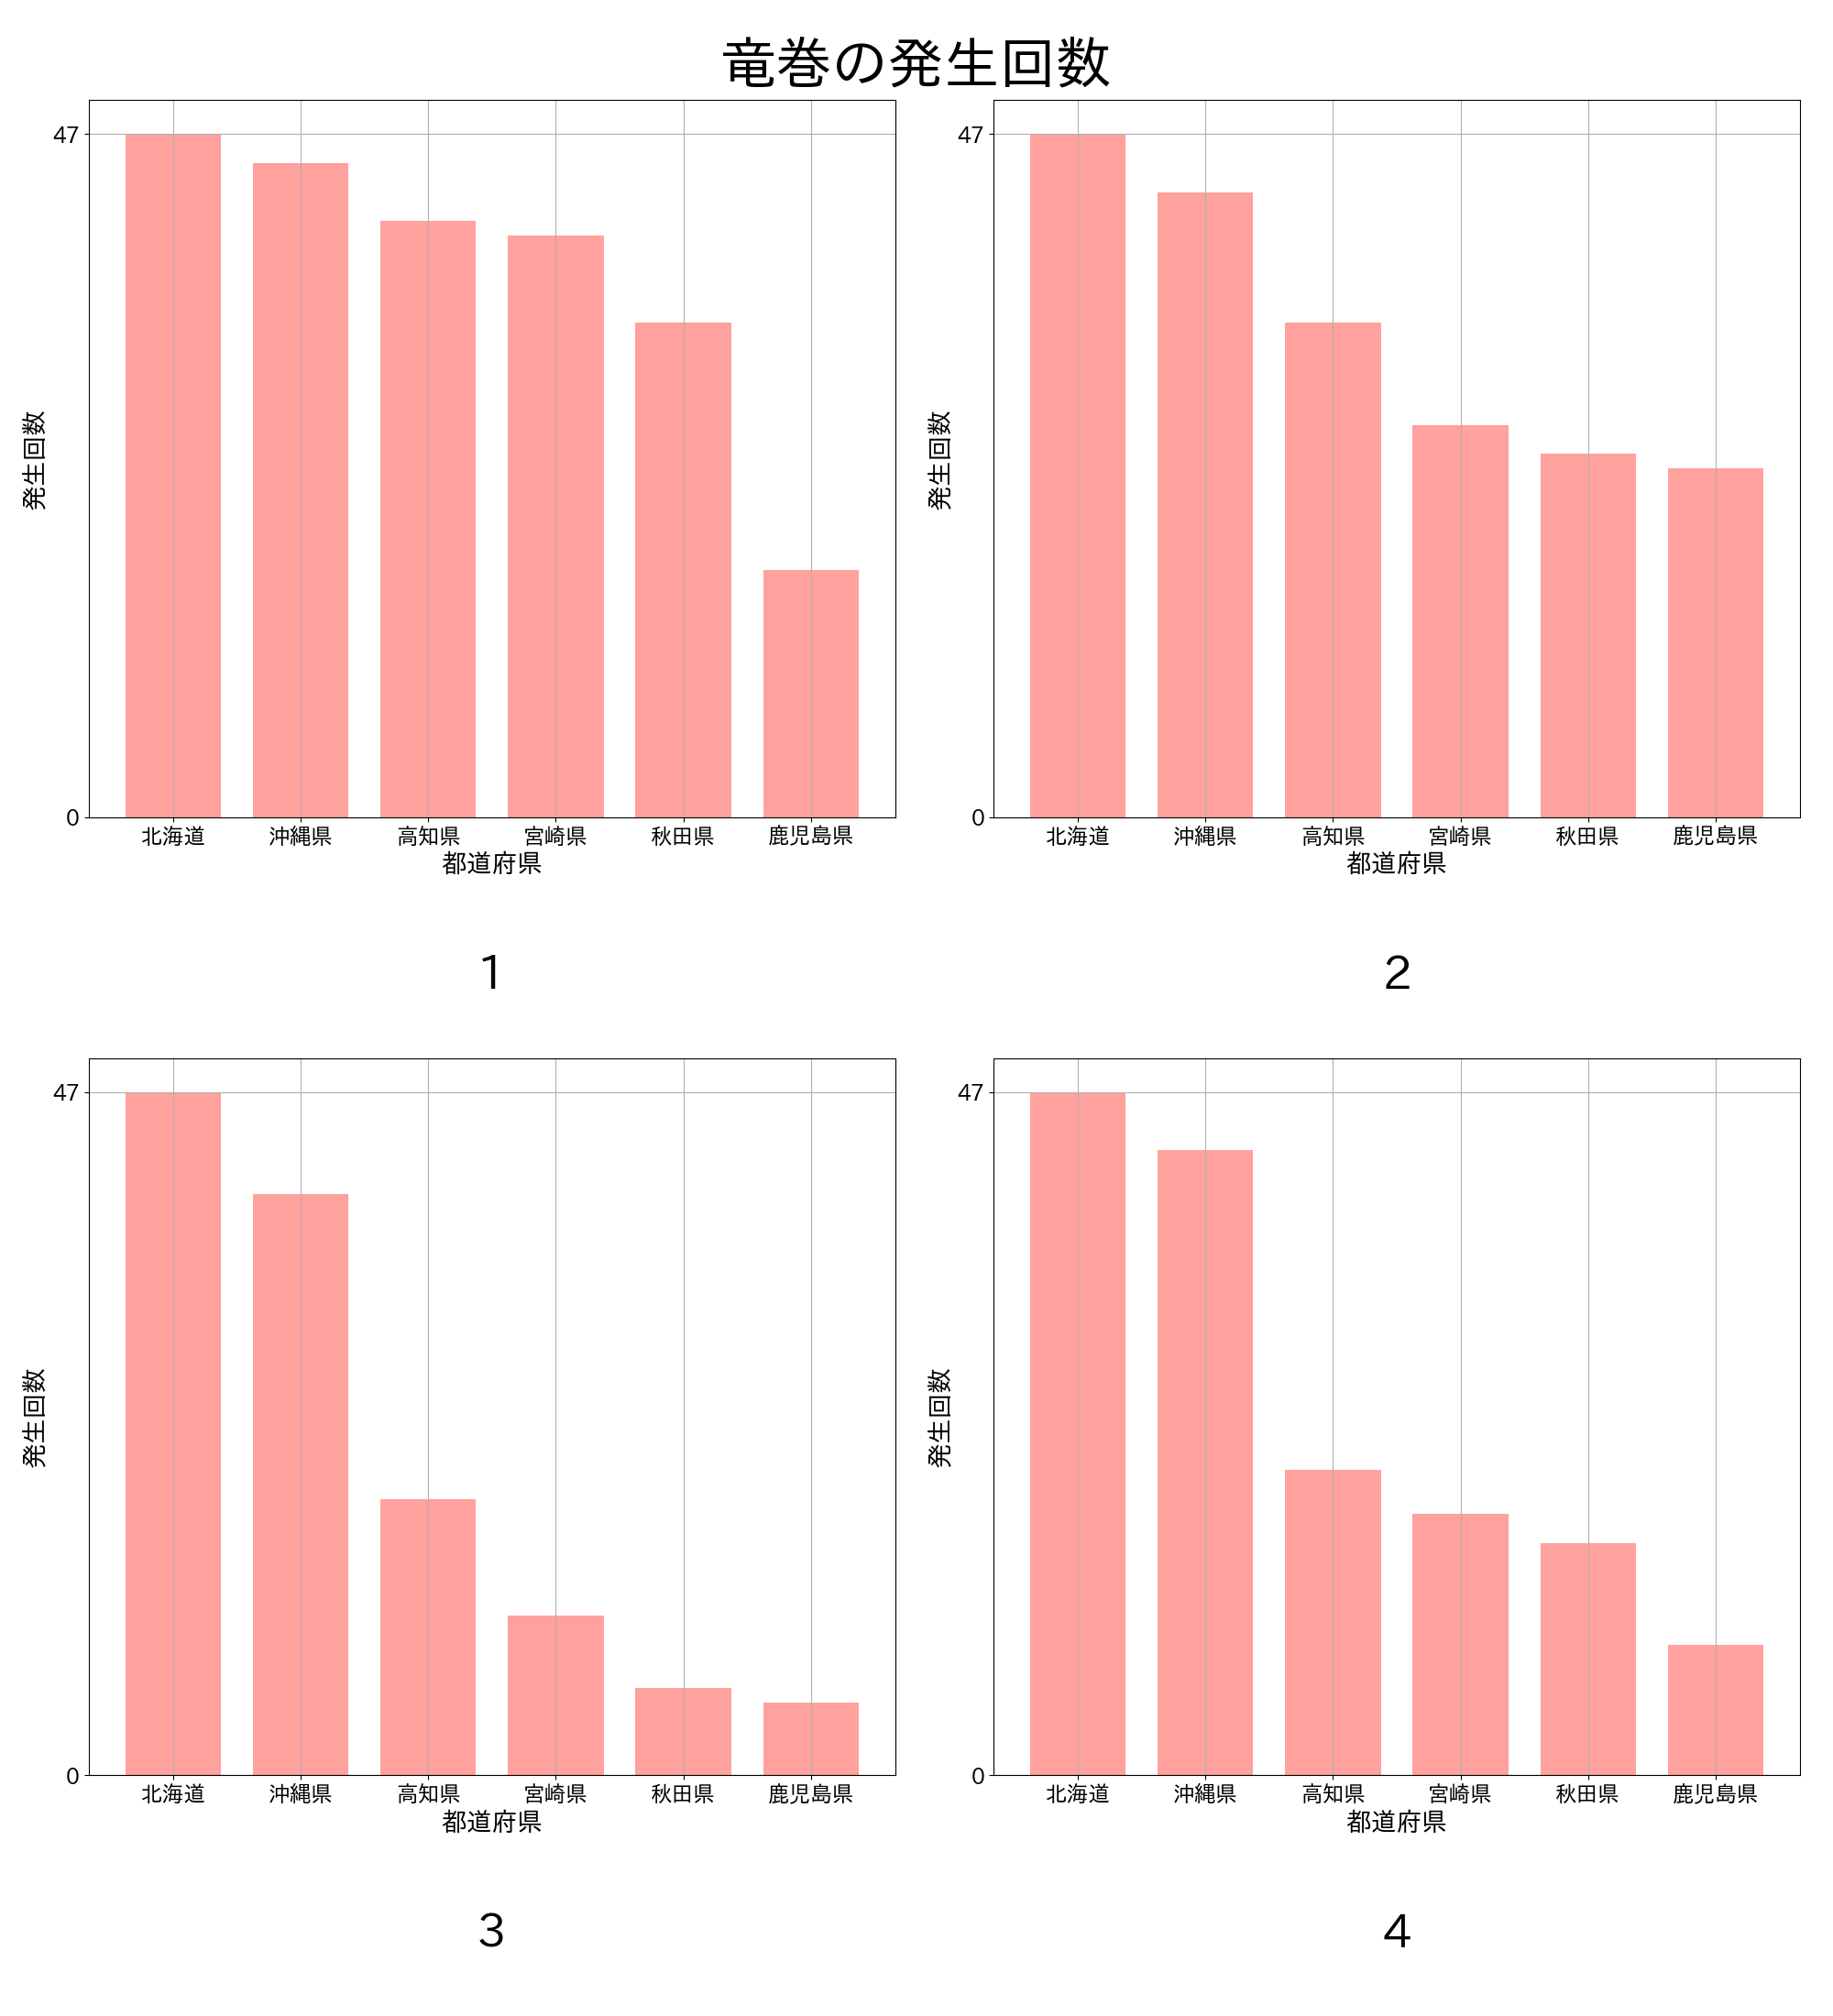 竜巻の発生回数
47
0
発生回数
北海道 沖縄県 高知県 宮崎県 秋田県 鹿児島県
都道府県
1
47
0
発生回数
北海道 沖縄県 高知県 宮崎県 秋田県 鹿児島県
都道府県
2
47
0
発生回数
北海道 沖縄県 高知県 宮崎県 秋田県 鹿児島県
都道府県
3
47
0
発生回数
北海道 沖縄県 高知県 宮崎県 秋田県 鹿児島県
都道府県
4